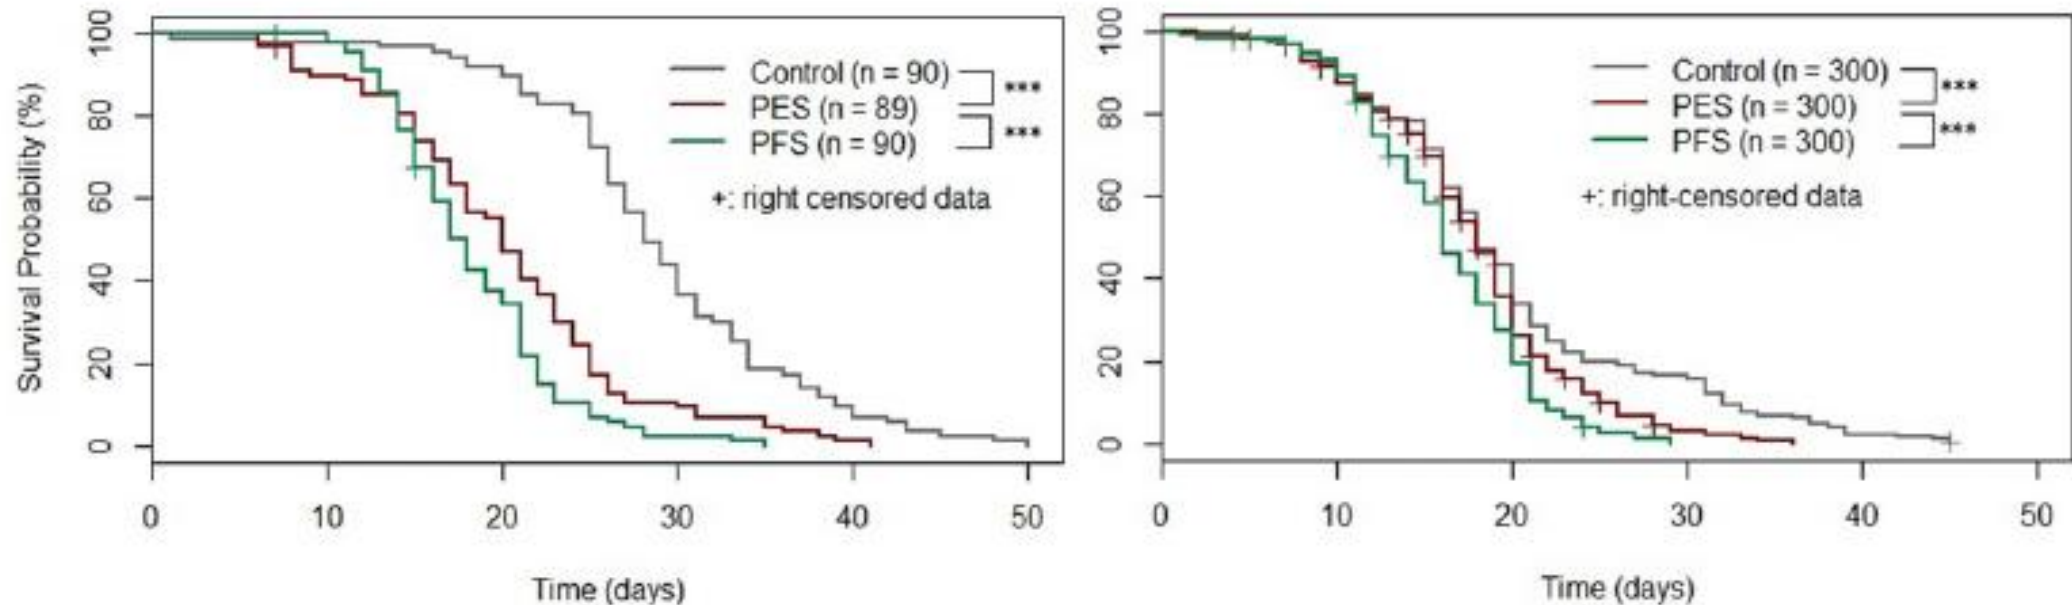 Survival Probability (%)
100
80
60
40
20
0
Control (n = 90)
***
PES (n = 89)
***
PFS (n = 90)
+: right censored data
0 10 20 30 40 50
Time (days)
100
80
60
40
20
0
Control (n = 300)
***
PES (n = 300)
***
PFS (n = 300)
+: right-censored data
0 10 20 30 40 50
Time (days)